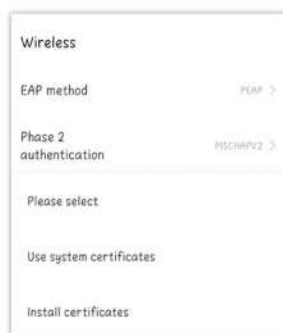 Wireless
EAP method PEAP >
Phase 2
authentication MSCHAPV2 >
Please select
Use system certificates
Install certificates